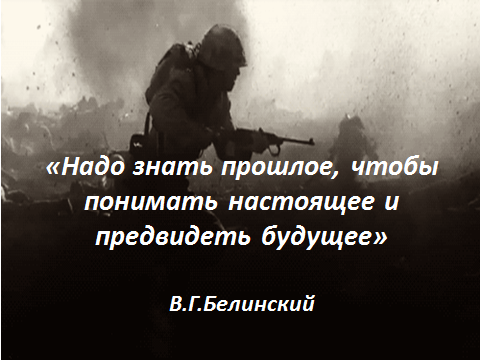 «Надо знать прошлое, чтобы
понимать настоящее и
предвидеть будущее»
В.Г.Белинский